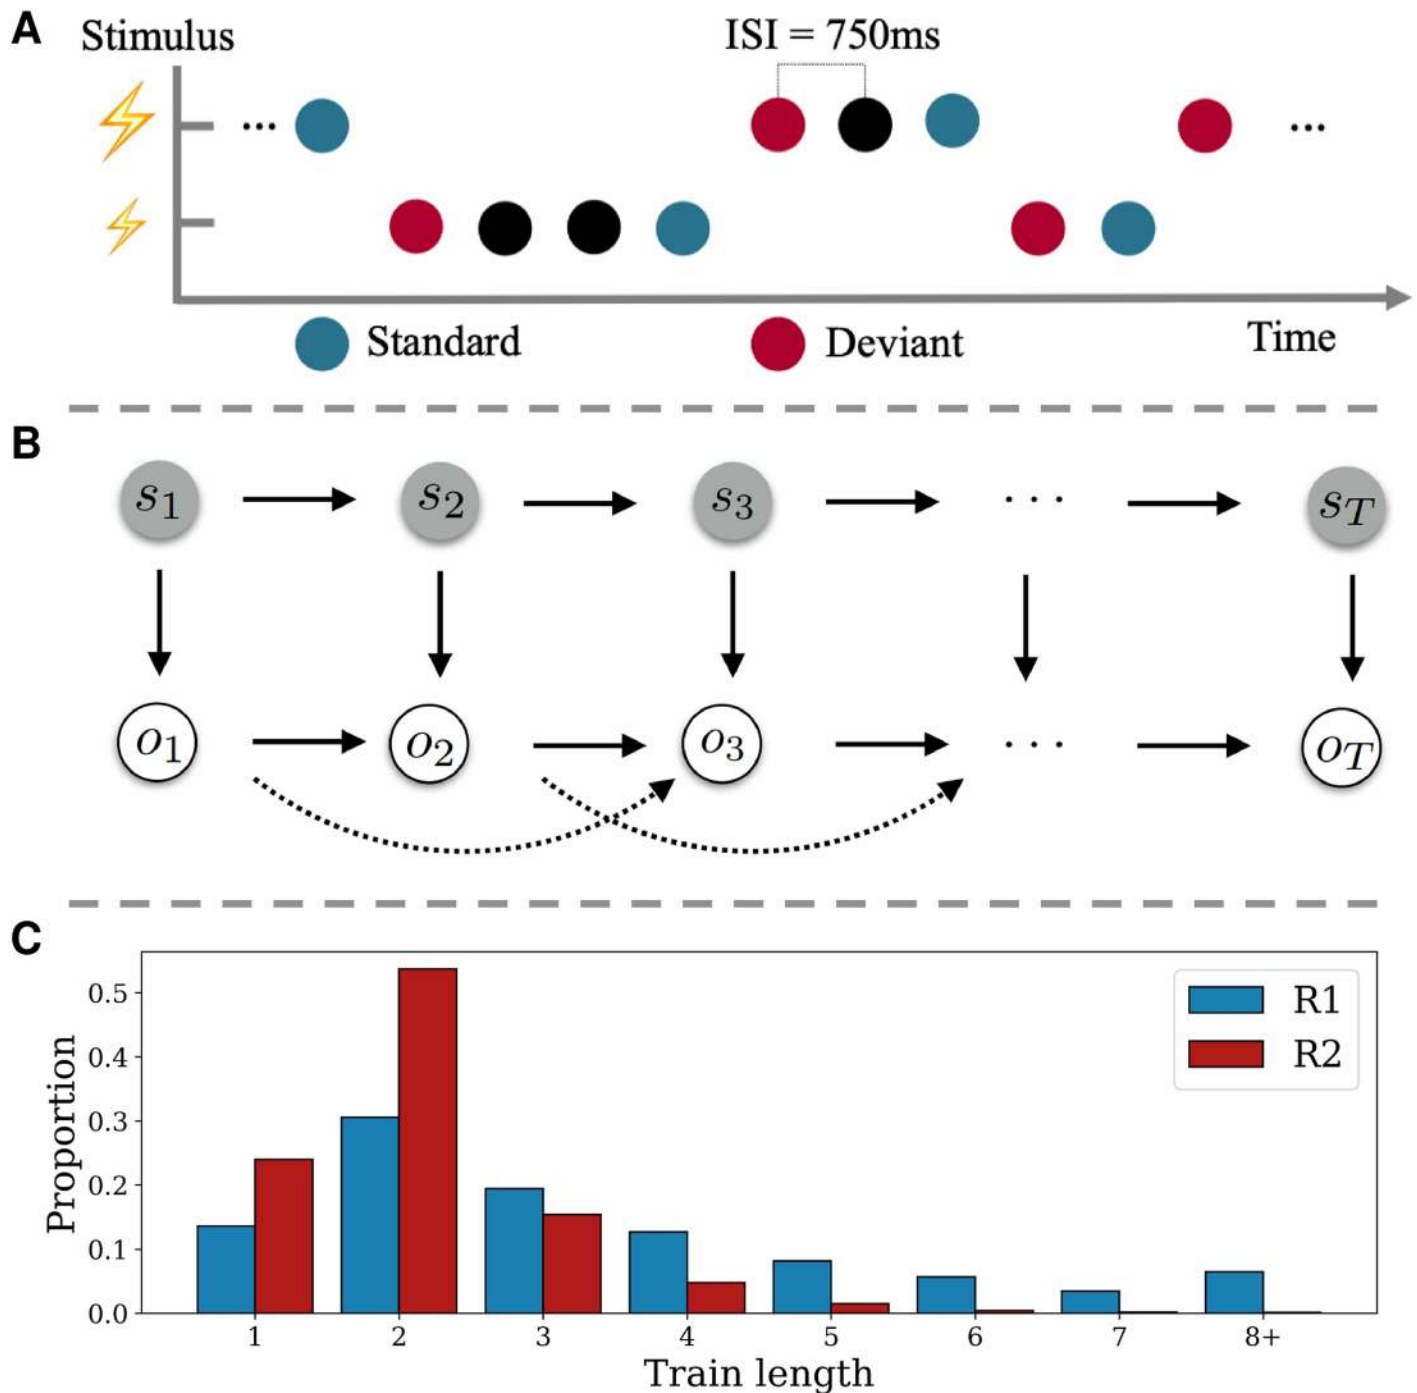 A
Stimulus
ISI = 750ms
...
...
Standard
Deviant
Time
B
s1 s2 s3 ... sT
o1 o2 o3 ... oT
C
Proportion
0.5
0.4
0.3
0.2
0.1
0.0
R1
R2
1 2 3 4 5 6 7 8+
Train length